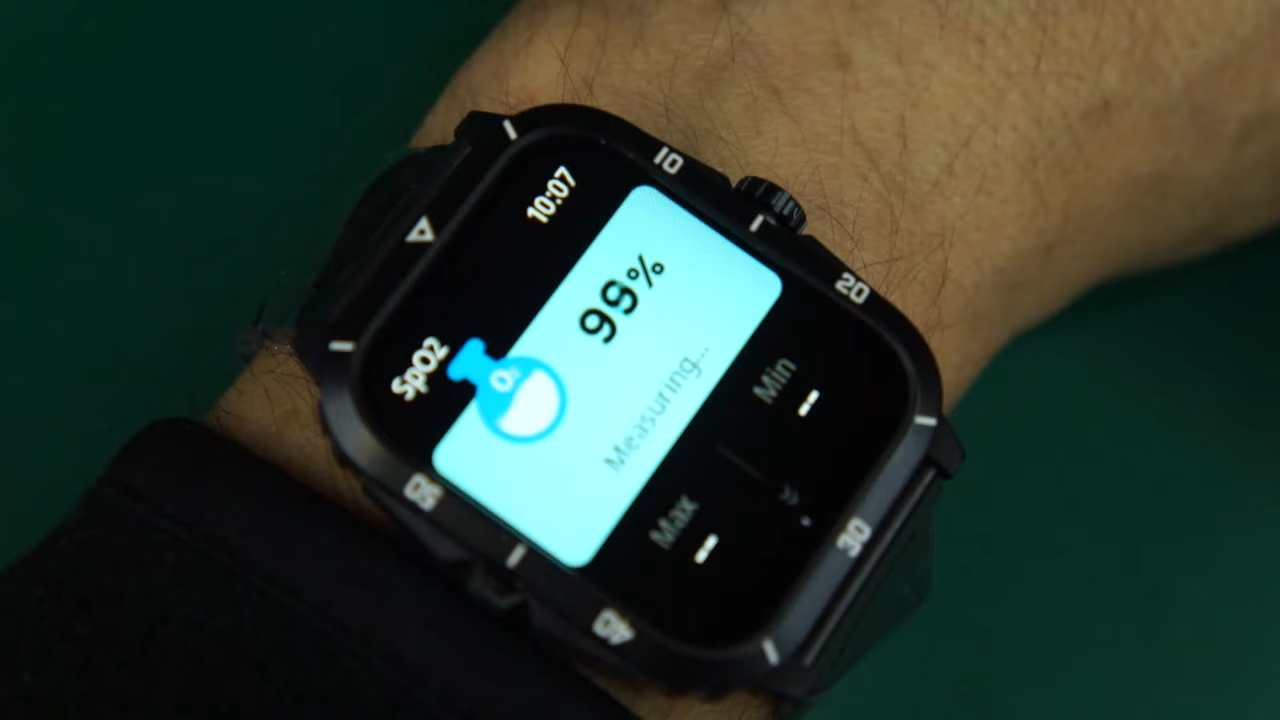 SpO2
10:07
O₂
99%
Measuring...
Max
--
Min
--
10
20
30